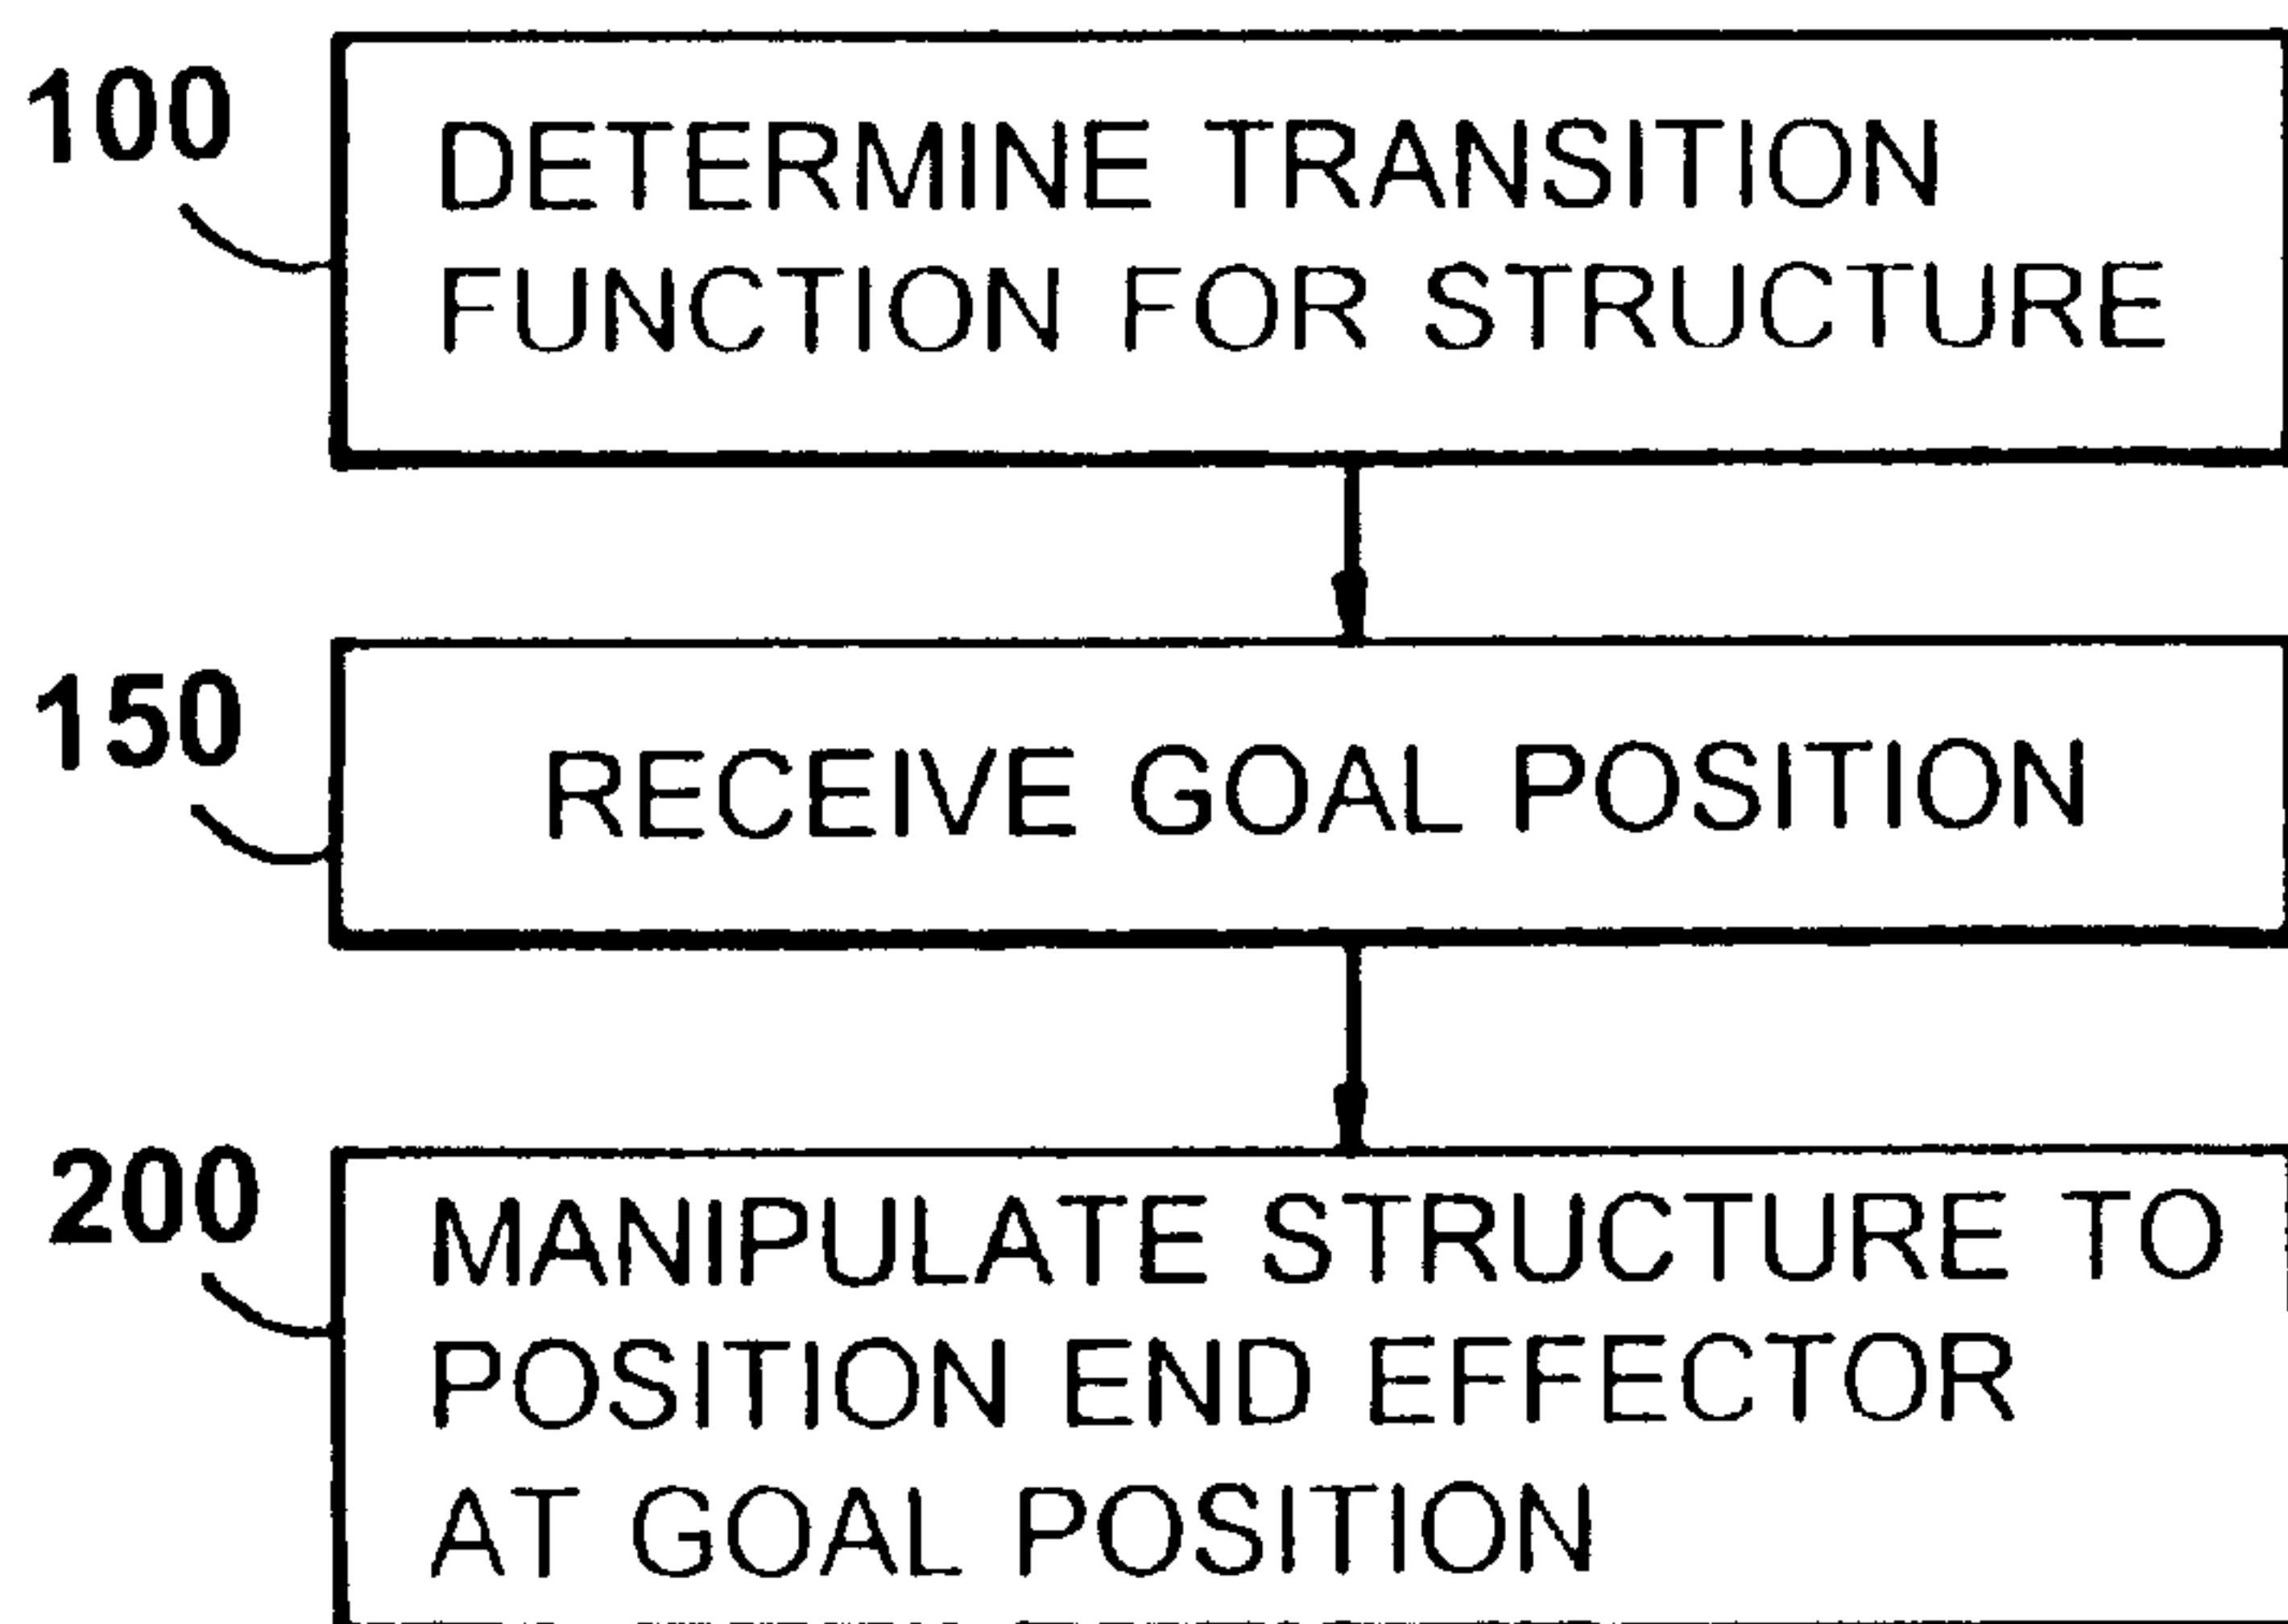 100
DETERMINE TRANSITION
FUNCTION FOR STRUCTURE
150
RECEIVE GOAL POSITION
200
MANIPULATE STRUCTURE TO
POSITION END EFFECTOR
AT GOAL POSITION